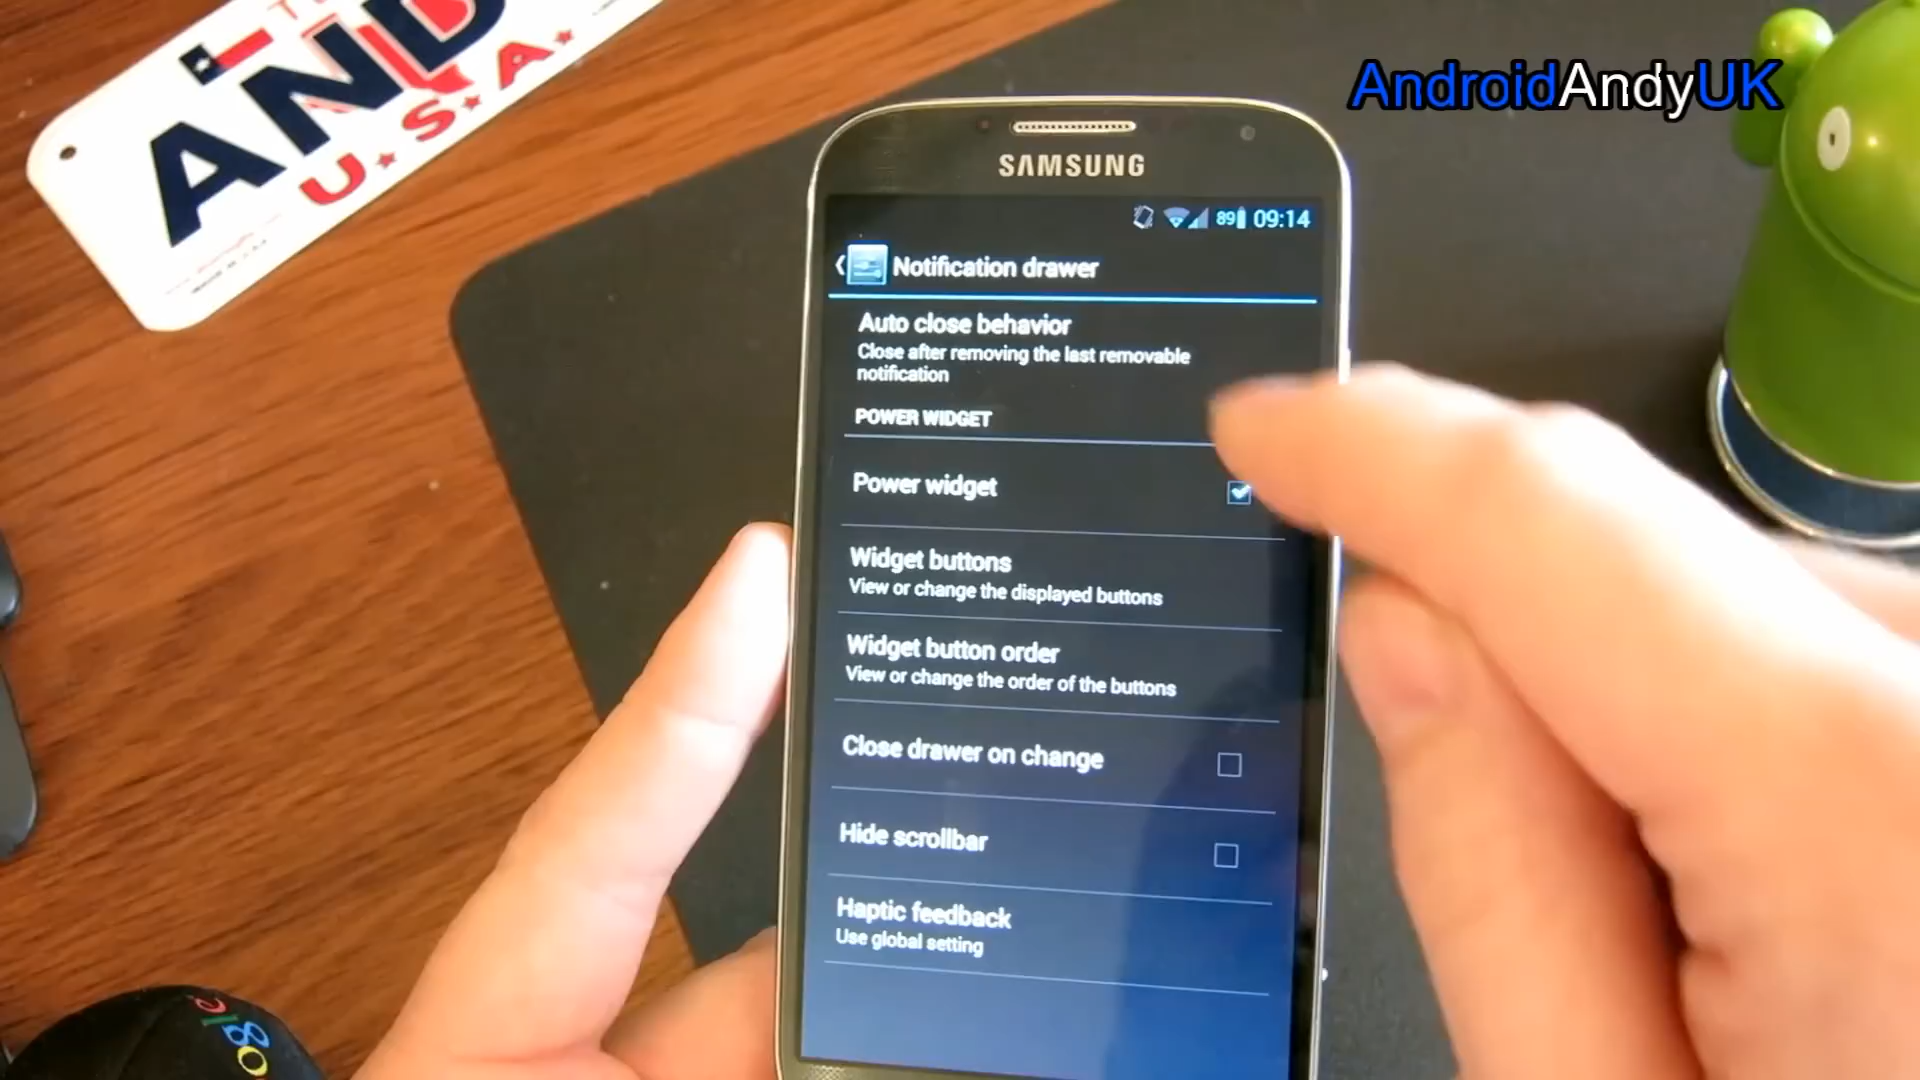 AND
U.S.A.
AndroidAndyUK
SAMSUNG
89 09:14
Notification drawer
Auto close behavior
Close after removing the last removable
notification
POWER WIDGET
Power widget
Widget buttons
View or change the displayed buttons
Widget button order
View or change the order of the buttons
Close drawer on change
Hide scrollbar
Haptic feedback
Use global setting